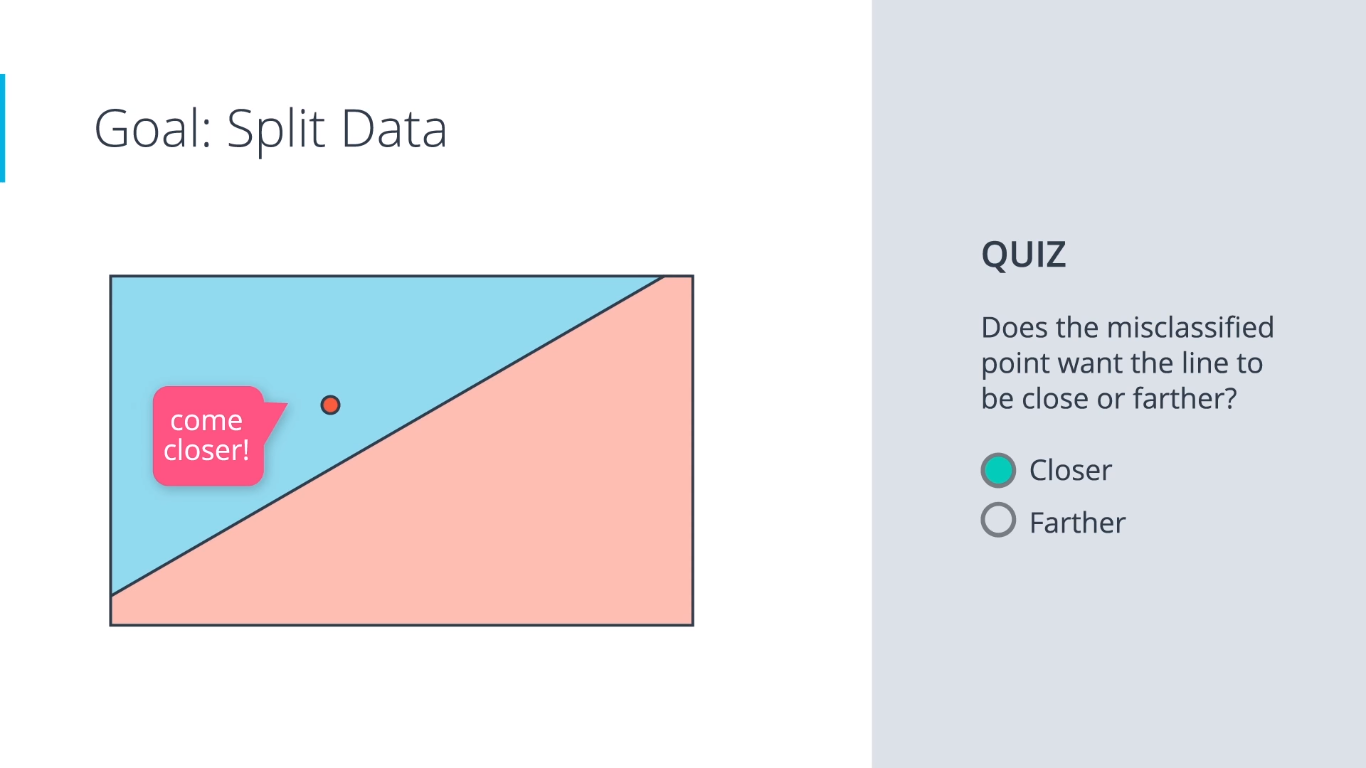 Goal: Split Data
come
closer!
QUIZ
Does the misclassified
point want the line to
be close or farther?
Closer
Farther